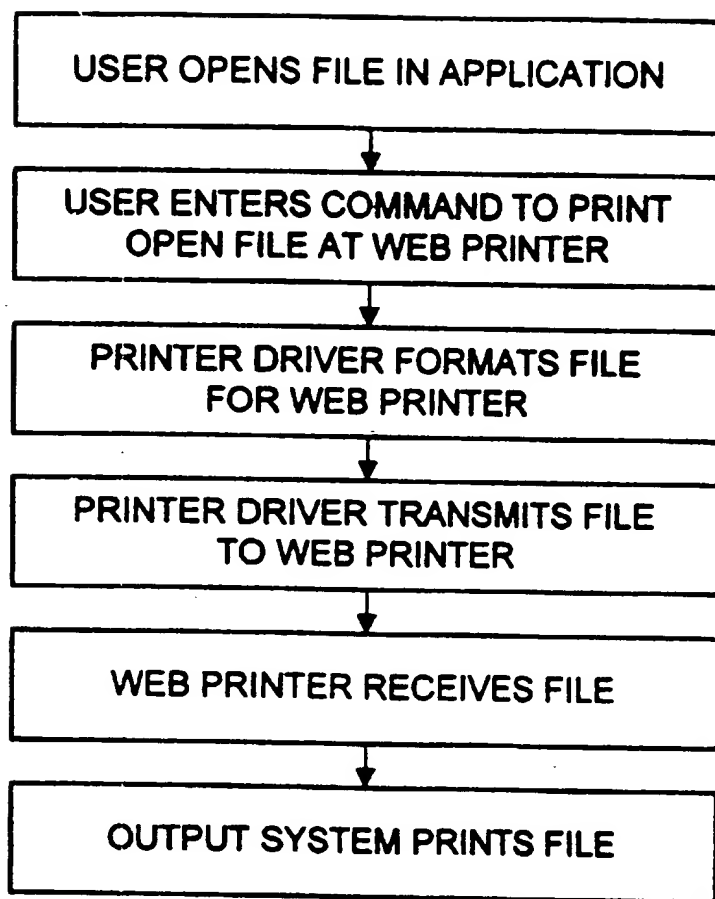 USER OPENS FILE IN APPLICATION
USER ENTERS COMMAND TO PRINT
OPEN FILE AT WEB PRINTER
PRINTER DRIVER FORMATS FILE
FOR WEB PRINTER
PRINTER DRIVER TRANSMITS FILE
TO WEB PRINTER
WEB PRINTER RECEIVES FILE
OUTPUT SYSTEM PRINTS FILE